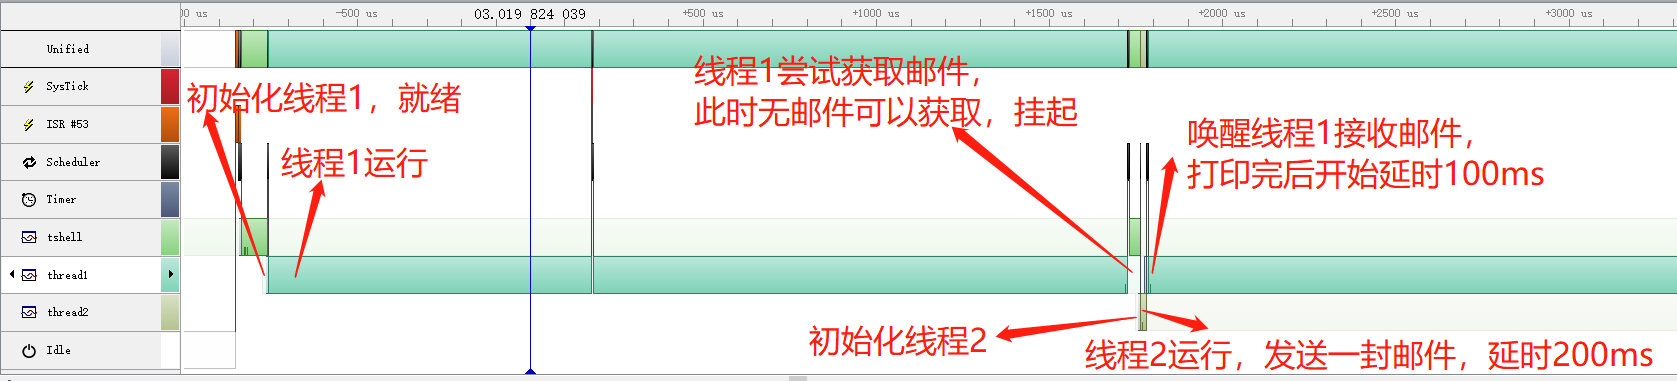 00 us -500 us 03.019 824 039 +500 us +1000 us +1500 us +2000 us +2500 us +3000 us
Unified
SysTick
ISR #53
Scheduler
Timer
tshell
thread1
thread2
Idle
初始化线程1，就绪
线程1运行
线程1尝试获取邮件，
此时无邮件可以获取，挂起
唤醒线程1接收邮件，
打印完后开始延时100ms
初始化线程2
线程2运行，发送一封邮件，延时200ms